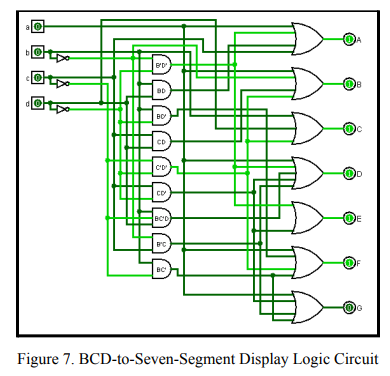 a 0 A
b 0 B'D'
BD
c 0 B
BD'
d 0 C
CD
C'D' D
CD'
BC'D E
B'C
BC' F
0 G
Figure 7. BCD-to-Seven-Segment Display Logic Circuit